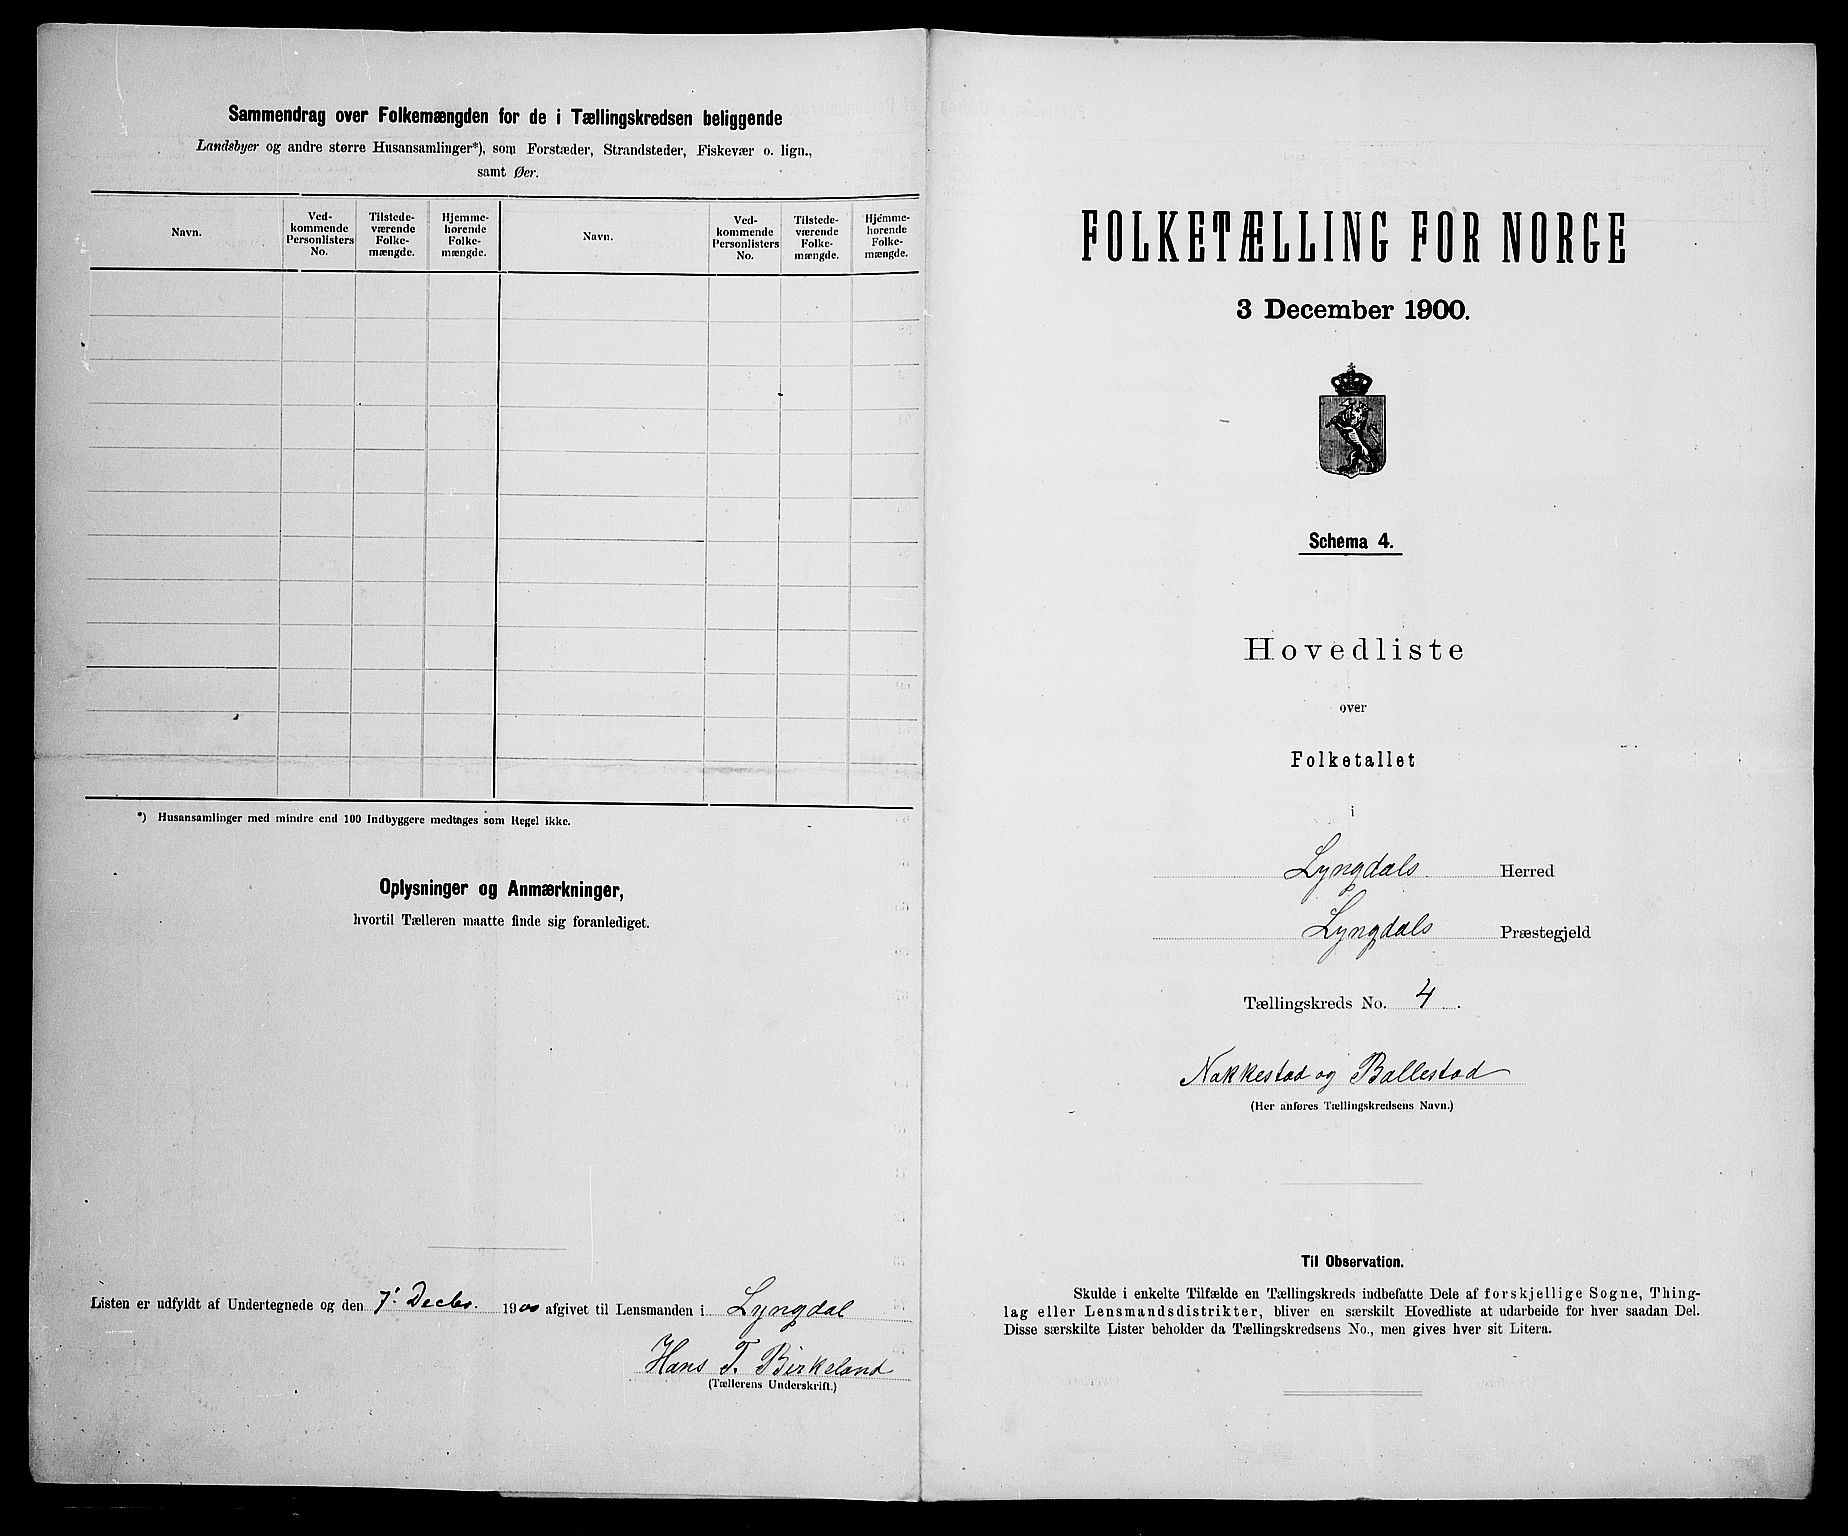 Sammendrag over Folkemængden for de i Tællingskredsen beliggende
Landsbyer og andre større Husansamlinger*), som Forstæder, Strandsteder, Fiskevær o. lign.,
samt Øer.
Navn.
Ved-
kommende
Personlisters
No.
Tilstede-
værende
Folke-
mængde.
Hjemme-
hørende
Folke-
mængde.
Navn.
Ved-
kommende
Personlisters
No.
Tilstede-
værende
Folke-
mængde.
Hjemme-
hørende
Folke-
mængde.
*) Husansamlinger med mindre end 100 Indbyggere medtages som Regel ikke.
Oplysninger og Anmærkninger,
hvortil Tælleren maatte finde sig foranlediget.
Listen er udfyldt af Undertegnede og den 7' Decbr. 1900 afgivet til Lensmanden i Lyngdal
Hans T. Birkeland
(Tællerens Underskrift.)
FOLKETÆLLING FOR NORGE
3 December 1900.
Schema 4.
Hovedliste
over
Folketallet
i
Lyngdals Herred
Lyngdals Præstegjeld
Tællingskreds No. 4.
Nakkestad og Ballestad
(Her anføres Tællingskredsens Navn.)
Til Observation.
Skulde i enkelte Tilfælde en Tællingskreds indbefatte Dele af forskjellige Sogne, Thing-
lag eller Lensmandsdistrikter, bliver en særskilt Hovedliste at udarbeide for hver saadan Del.
Disse særskilte Lister beholder da Tællingskredsens No., men gives hver sit Litera.